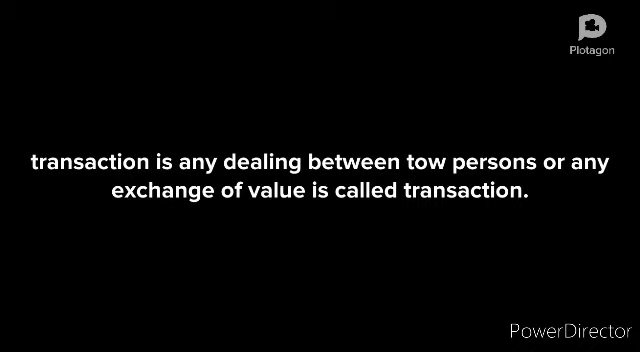 Plotagon
transaction is any dealing between tow persons or any
exchange of value is called transaction.
PowerDirector